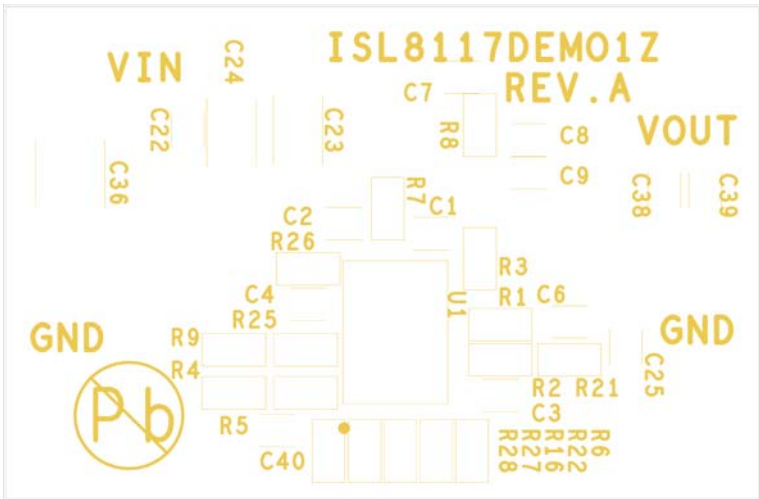 ISL8117DEMO1Z
REV.A
VIN
C24
C22
C23
C36
C7
R8
C8
C9
VOUT
C38
C39
R7
C2
C1
R26
R3
C4
R25
U1
R1
C6
GND
R9
R4
GND
C25
Pb
R2
R21
R5
C3
C40
R28
R27
R16
R22
R6